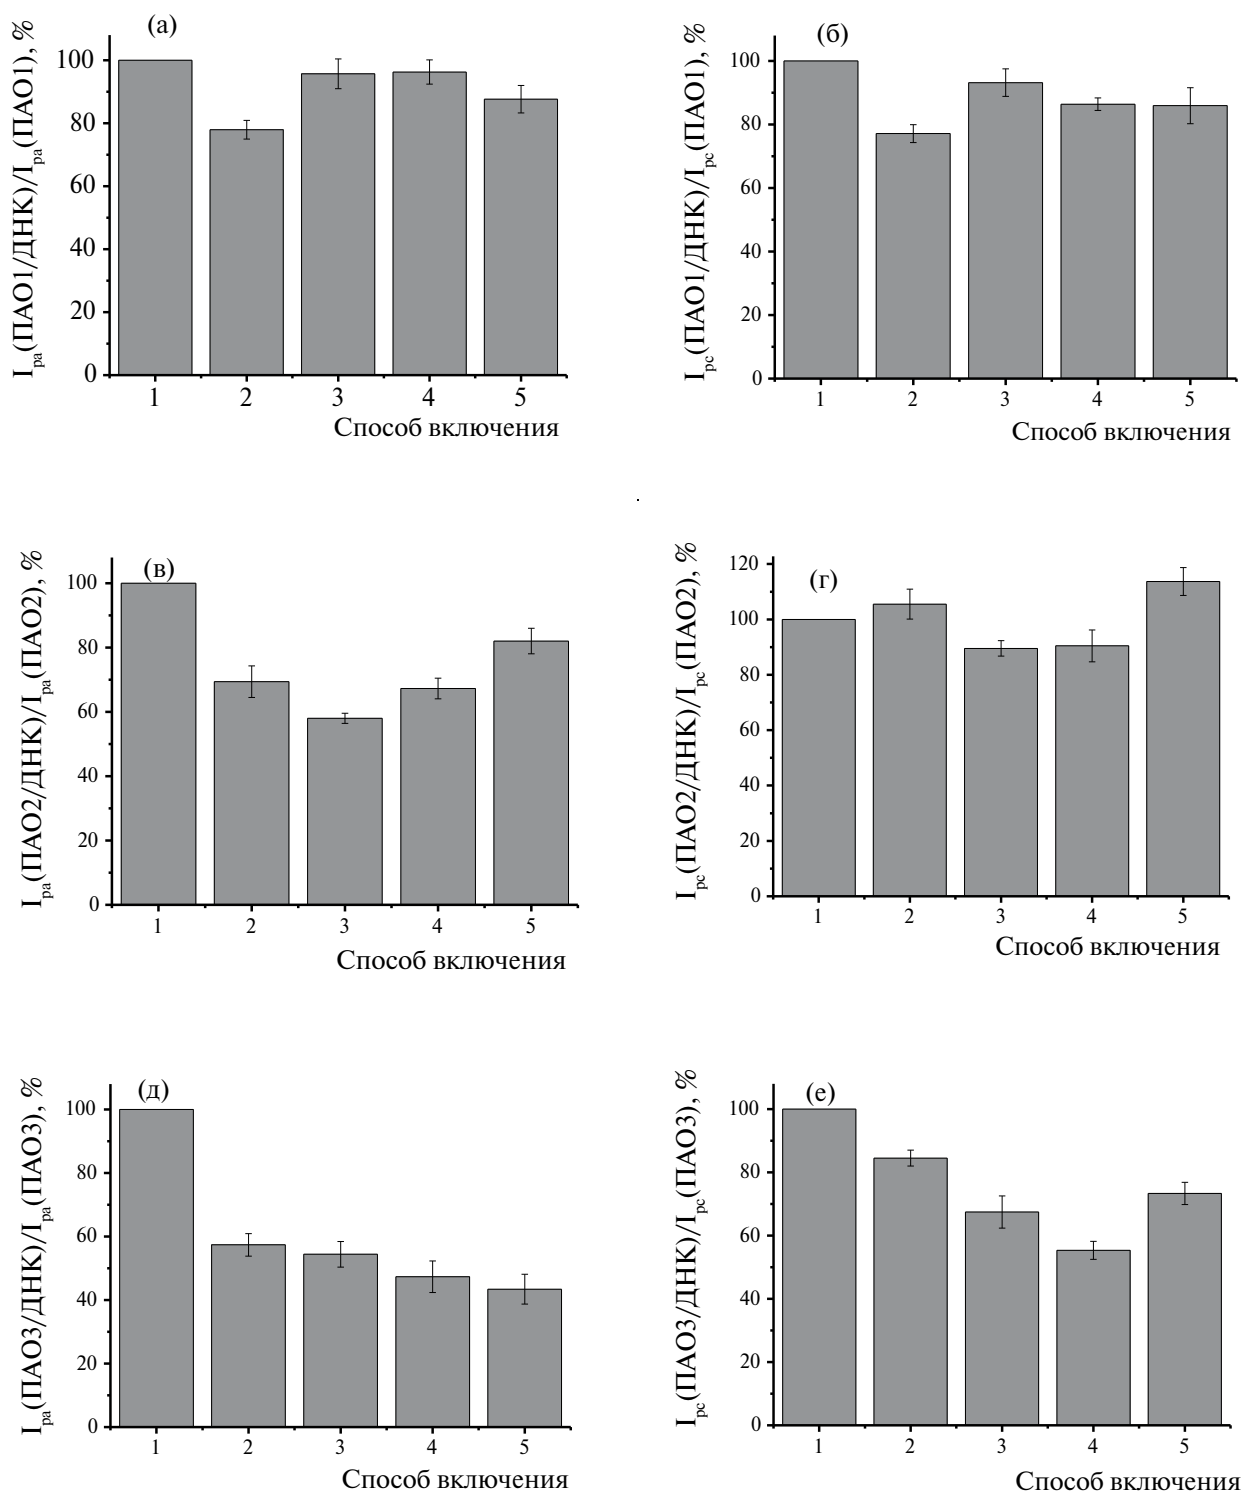 (а)
I_pa(ПАО1/ДНК)/I_pa(ПАО1), %
100
80
60
40
20
0
1 2 3 4 5
Способ включения
(б)
I_pc(ПАО1/ДНК)/I_pc(ПАО1), %
100
80
60
40
20
0
1 2 3 4 5
Способ включения
(в)
I_pa(ПАО2/ДНК)/I_pa(ПАО2), %
100
80
60
40
20
0
1 2 3 4 5
Способ включения
(г)
I_pc(ПАО2/ДНК)/I_pc(ПАО2), %
120
100
80
60
40
20
0
1 2 3 4 5
Способ включения
(д)
I_pa(ПАО3/ДНК)/I_pa(ПАО3), %
100
80
60
40
20
0
1 2 3 4 5
Способ включения
(е)
I_pc(ПАО3/ДНК)/I_pc(ПАО3), %
100
80
60
40
20
0
1 2 3 4 5
Способ включения